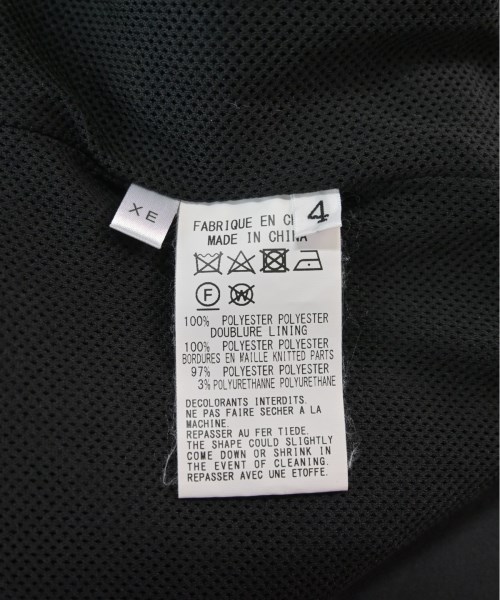 XE
4
FABRIQUE EN
MADE IN CHINA
F
W
100% POLYESTER POLYESTER
DOUBLURE LINING
100% POLYESTER POLYESTER
BORDURES EN MAILLE KNITTED PARTS
97% POLYESTER POLYESTER
3% POLYURETHANNE POLYURETHANE
DECOLORANTS INTERDITS.
NE PAS FAIRE SECHER A LA
MACHINE.
REPASSER AU FER TIEDE.
THE SHAPE COULD SLIGHTLY
COME DOWN OR SHRINK IN
THE EVENT OF CLEANING.
REPASSER AVEC UNE ETOFFE.